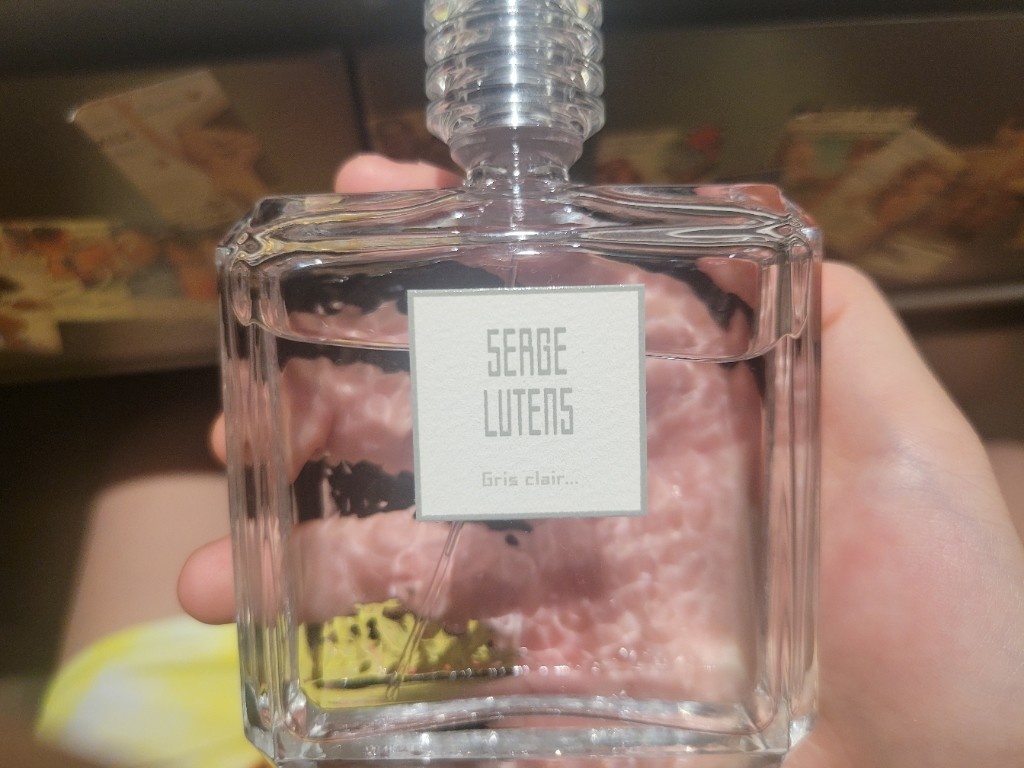 SERGE
LUTENS
Gris clair...